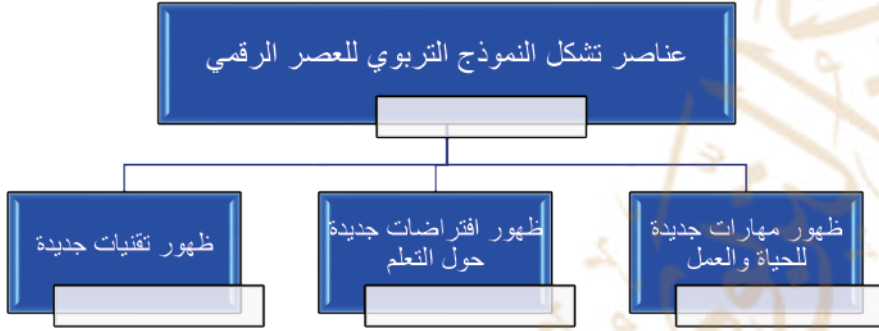 عناصر تشكل النموذج التربوي للعصر الرقمي
ظهور مهارات جديدة
للحياة والعمل
ظهور افتراضات جديدة
حول التعلم
ظهور تقنيات جديدة